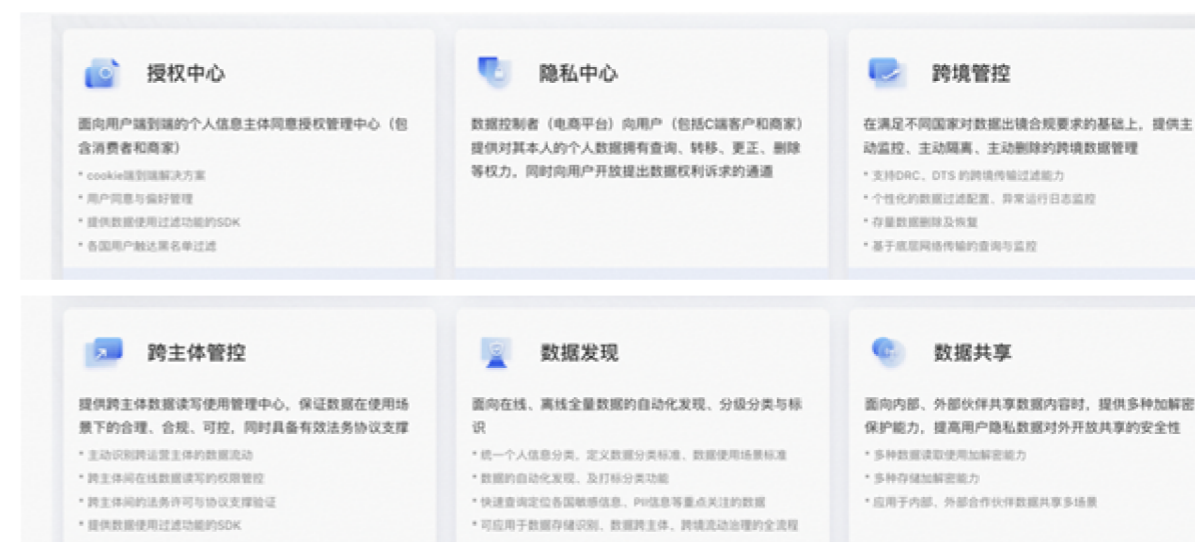 授权中心
面向用户端到端的个人信息主体同意授权管理中心（包
含消费者和商家）
* cookie端到端解决方案
* 用户同意与偏好管理
* 提供数据使用过滤功能的SDK
* 各国用户触达黑名单过滤
隐私中心
数据控制者（电商平台）向用户（包括C端客户和商家）
提供对其本人的个人数据拥有查询、转移、更正、删除
等权力，同时向用户开放提出数据权利诉求的通道
跨境管控
在满足不同国家对数据出镜合规要求的基础上，提供主
动监控、主动隔离、主动删除的跨境数据管理
* 支持DRC、DTS 的跨境传输过滤能力
* 个性化的数据过滤配置、异常运行日志监控
* 存量数据删除及恢复
* 基于底层网络传输的查询与监控
跨主体管控
提供跨主体数据读写使用管理中心，保证数据在使用场
景下的合理、合规、可控，同时具备有效法务协议支撑
* 主动识别跨运营主体的数据流动
* 跨主体间在线数据读写的权限管控
* 跨主体间的法务许可与协议支撑验证
* 提供数据使用过滤功能的SDK
数据发现
面向在线、离线全量数据的自动化发现、分级分类与标
识
* 统一个人信息分类，定义数据分类标准、数据使用场景标准
* 数据的自动化发现、及打标分类功能
* 快速查询定位各国敏感信息、PII信息等重点关注的数据
* 可应用于数据存储识别、数据跨主体、跨境流动治理的全流程
数据共享
面向内部、外部伙伴共享数据内容时，提供多种加解密
保护能力，提高用户隐私数据对外开放共享的安全性
* 多种数据读取使用加解密能力
* 多种存储加解密能力
* 应用于内部、外部合作伙伴数据共享多场景